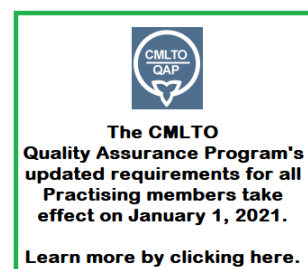 CMLTO
QAP
The CMLTO
Quality Assurance Program's
updated requirements for all
Practising members take
effect on January 1, 2021.
Learn more by clicking here.